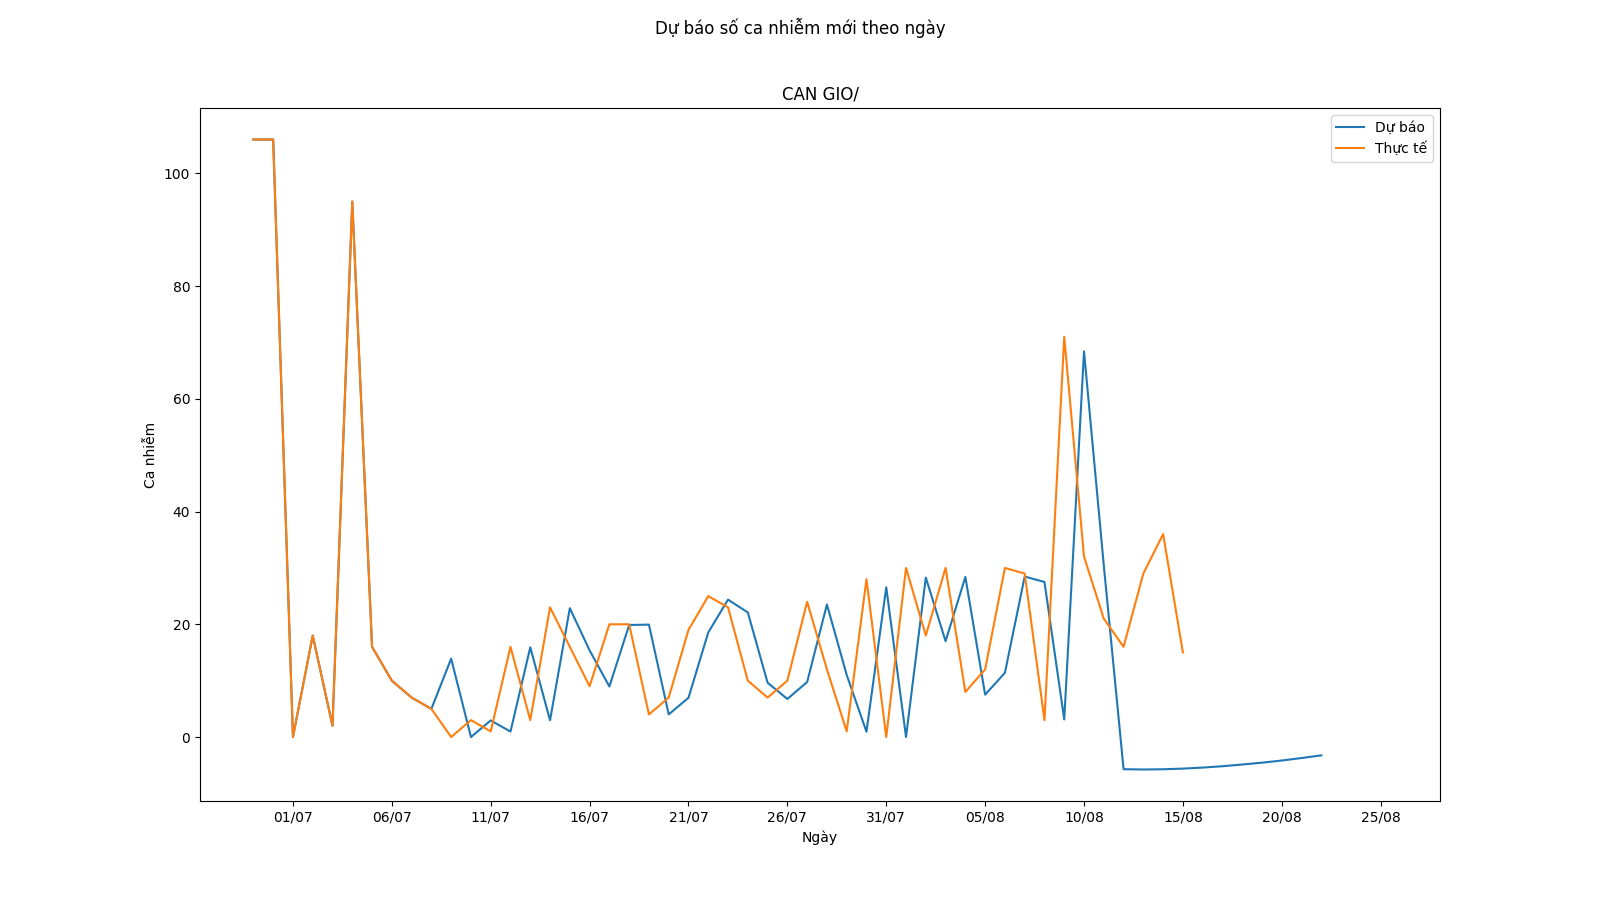 Dự báo số ca nhiễm mới theo ngày
CAN GIO/
Dự báo
Thực tế
100
80
60
40
20
0
Ca nhiễm
01/07 06/07 11/07 16/07 21/07 26/07 31/07 05/08 10/08 15/08 20/08 25/08
Ngày